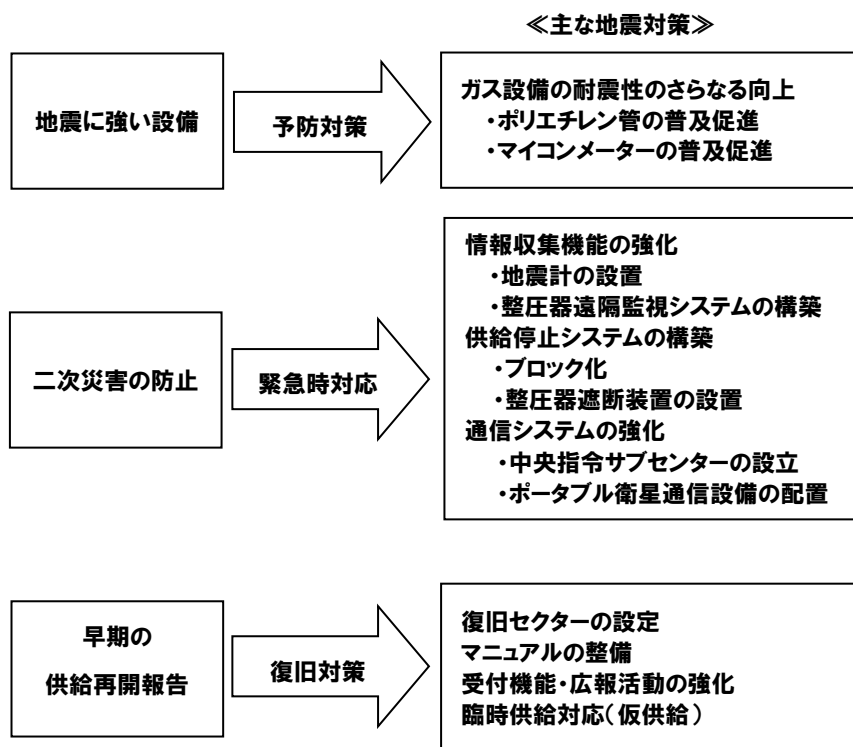 ≪主な地震対策≫
地震に強い設備
予防対策
ガス設備の耐震性のさらなる向上
・ポリエチレン管の普及促進
・マイコンメーターの普及促進
二次災害の防止
緊急時対応
情報収集機能の強化
・地震計の設置
・整圧器遠隔監視システムの構築
供給停止システムの構築
・ブロック化
・整圧器遮断装置の設置
通信システムの強化
・中央指令サブセンターの設立
・ポータブル衛星通信設備の配置
早期の
供給再開報告
復旧対策
復旧セクターの設定
マニュアルの整備
受付機能・広報活動の強化
臨時供給対応(仮供給)